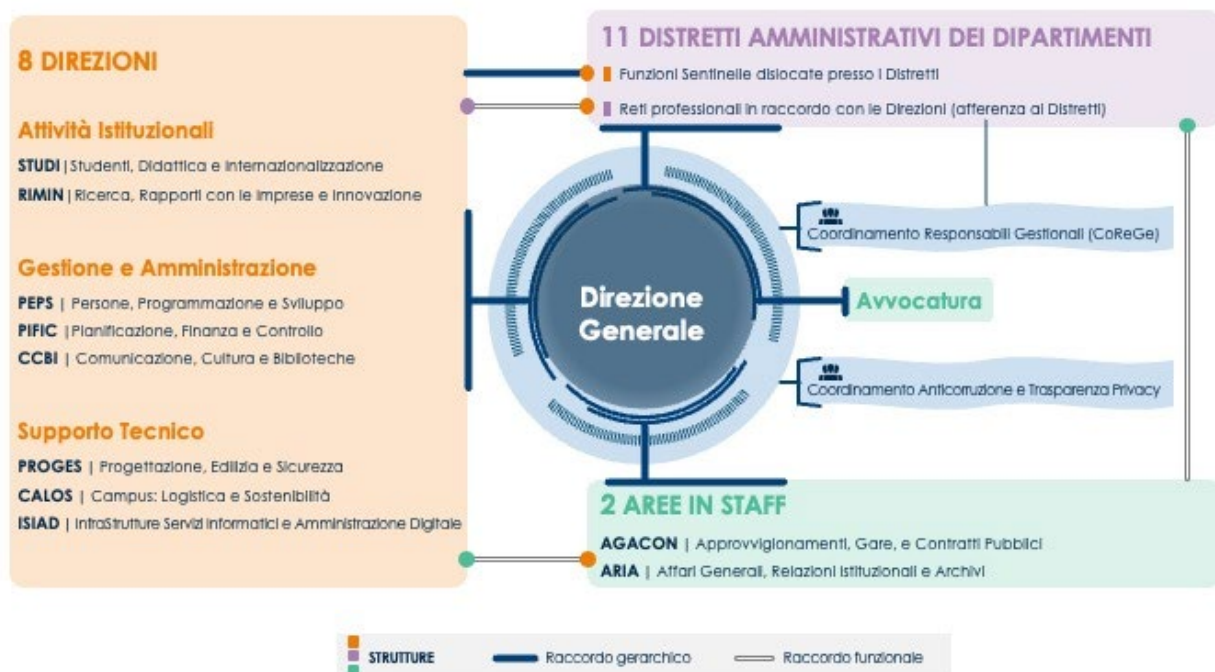 8 DIREZIONI
Attività Istituzionali
STUDI | Studenti, Didattica e Internazionalizzazione
RIMIN | Ricerca, Rapporti con le Imprese e Innovazione
Gestione e Amministrazione
PEPS | Persone, Programmazione e Sviluppo
PIFIC | Pianificazione, Finanza e Controllo
CCBI | Comunicazione, Cultura e Biblioteche
Supporto Tecnico
PROGES | Progettazione, Edilizia e Sicurezza
CALOS | Campus: Logistica e Sostenibilità
ISIAD | InfraStrutture Servizi Informatici e Amministrazione Digitale
11 DISTRETTI AMMINISTRATIVI DEI DIPARTIMENTI
Funzioni Sentinelle dislocate presso i Distretti
Reti professionali in raccordo con le Direzioni (afferenza ai Distretti)
Direzione
Generale
Coordinamento Responsabili Gestionali (CoReGe)
Avvocatura
Coordinamento Anticorruzione e Trasparenza Privacy
2 AREE IN STAFF
AGACON | Approvvigionamenti, Gare, e Contratti Pubblici
ARIA | Affari Generali, Relazioni Istituzionali e Archivi
STRUTTURE
Raccordo gerarchico
Raccordo funzionale